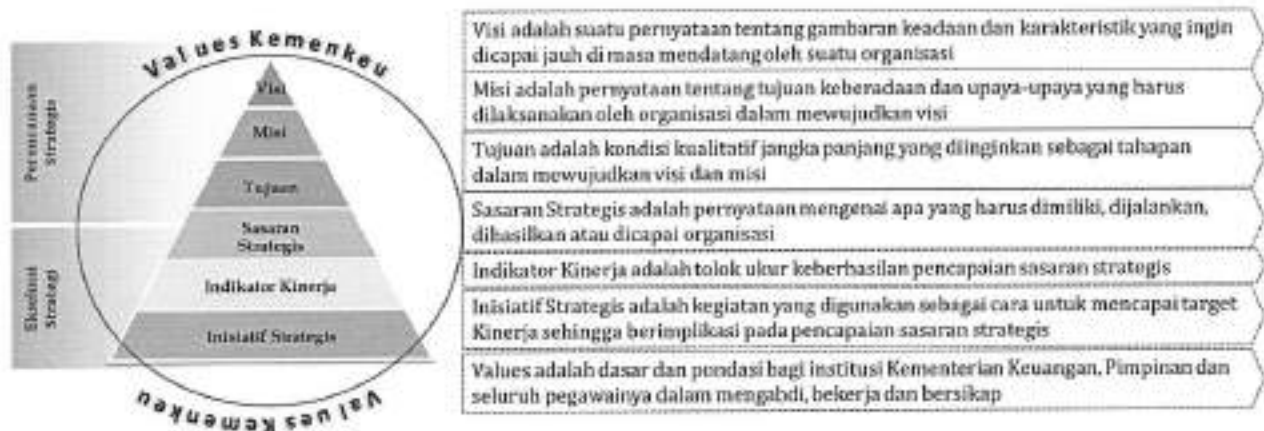 Values Kemenkeu
Perencanaan
Strategis
Eksekusi
Strategi
Visi
Misi
Tujuan
Sasaran
Strategis
Indikator Kinerja
Inisiatif Strategis
Values Kemenkeu
Visi adalah suatu pernyataan tentang gambaran keadaan dan karakteristik yang ingin
dicapai jauh di masa mendatang oleh suatu organisasi
Misi adalah pernyataan tentang tujuan keberadaan dan upaya-upaya yang harus
dilaksanakan oleh organisasi dalam mewujudkan visi
Tujuan adalah kondisi kualitatif jangka panjang yang diinginkan sebagai tahapan
dalam mewujudkan visi dan misi
Sasaran Strategis adalah pernyataan mengenai apa yang harus dimiliki, dijalankan,
dihasilkan atau dicapai organisasi
Indikator Kinerja adalah tolok ukur keberhasilan pencapaian sasaran strategis
Inisiatif Strategis adalah kegiatan yang digunakan sebagai cara untuk mencapai target
Kinerja sehingga berimplikasi pada pencapaian sasaran strategis
Values adalah dasar dan pondasi bagi institusi Kementerian Keuangan, Pimpinan dan
seluruh pegawainya dalam mengabdi, bekerja dan bersikap